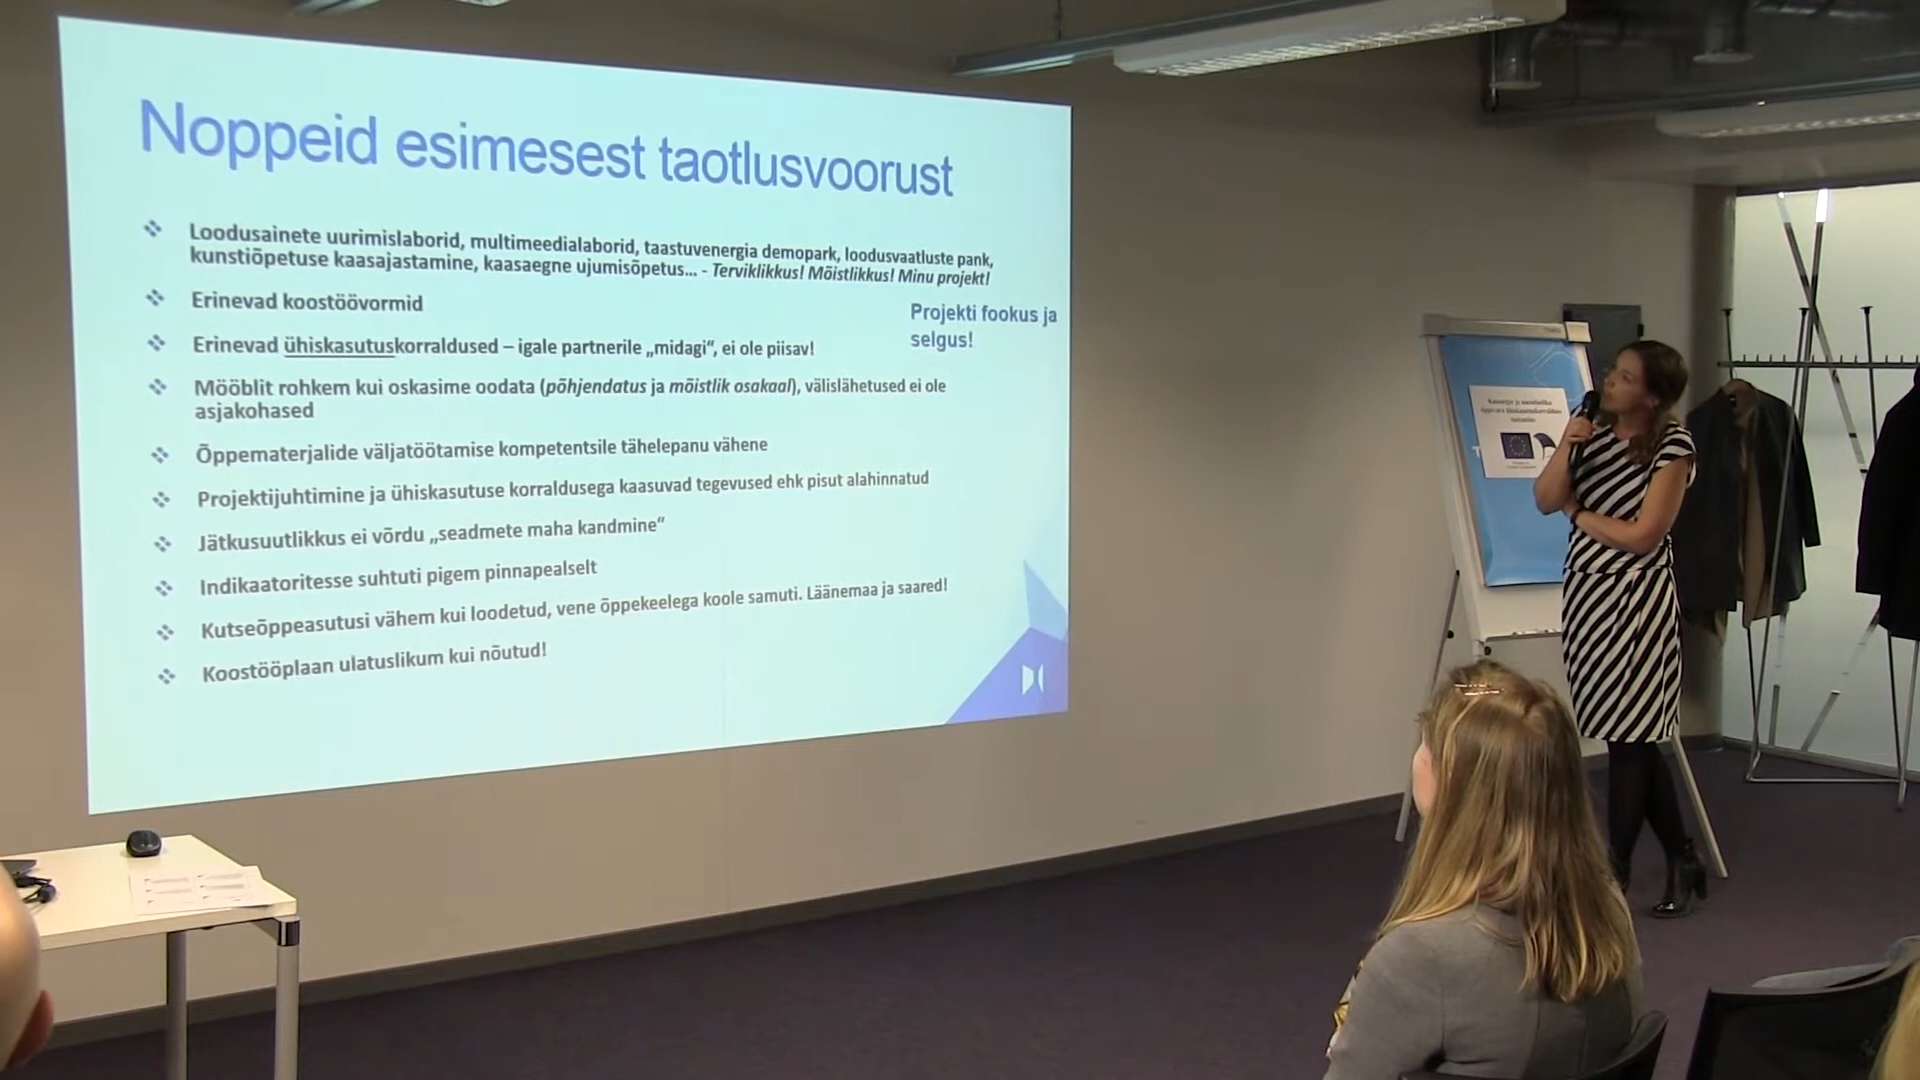 Noppeid esimesest taotlusvoorust
Loodusainete uurimislaborid, multimeedialaborid, taastuvenergia demopark, loodusvaatluste pank,
kunstiõpetuse kaasajastamine, kaasaegne ujumisõpetus... - Terviklikkus! Mõistlikkus! Minu projekt!
Erinevad koostöövormid
Projekti fookus ja
selgus!
Erinevad ühiskasutuskorraldused – igale partnerile „midagi“, ei ole piisav!
Mööblit rohkem kui oskasime oodata (põhjendatus ja mõistlik osakaal), välislähetused ei ole
asjakohased
Õppematerjalide väljatöötamise kompetentsile tähelepanu vähene
Projektijuhtimine ja ühiskasutuse korraldusega kaasuvad tegevused ehk pisut alahinnatud
Jätkusuutlikkus ei võrdu „seadmete maha kandmine“
Indikaatoritesse suhtuti pigem pinnapealselt
Kutseõppeasutusi vähem kui loodetud, vene õppekeelega koole samuti. Läänemaa ja saared!
Koostööplaan ulatuslikum kui nõutud!